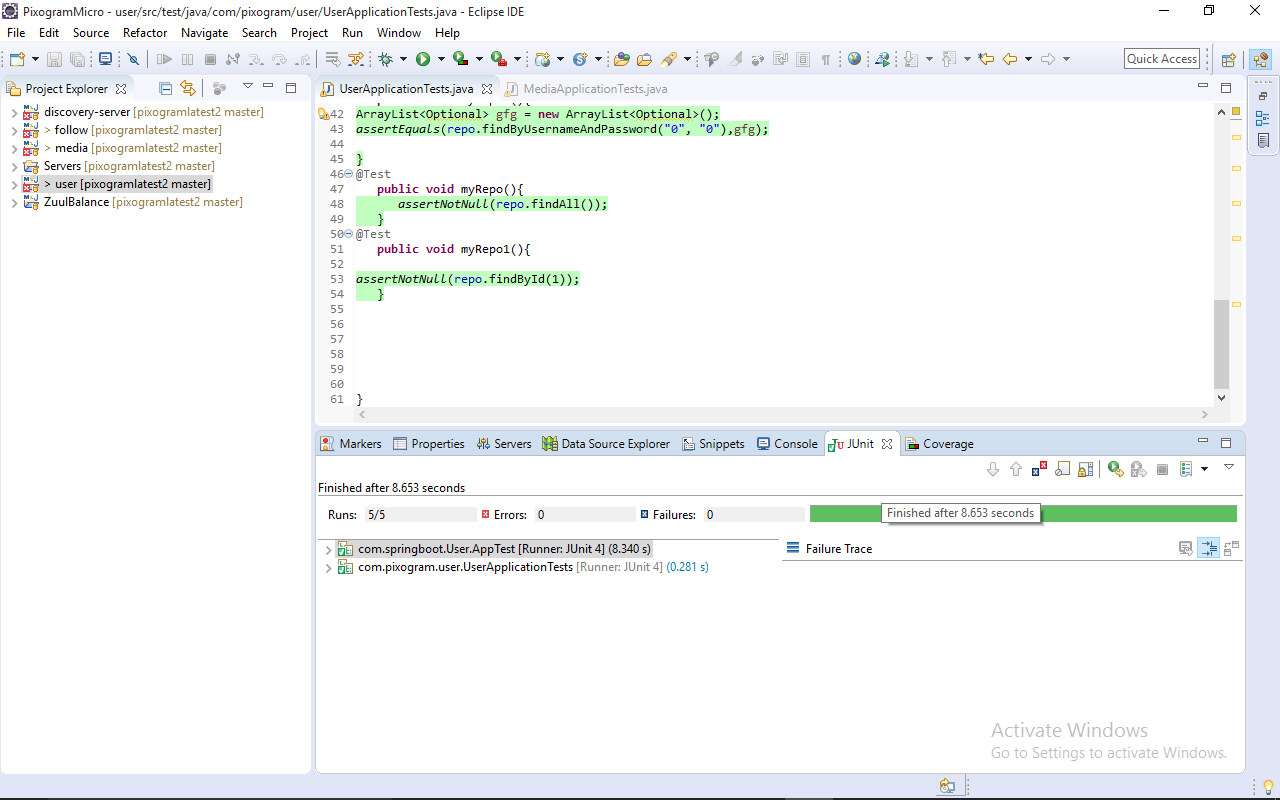 PixogramMicro - user/src/test/java/com/pixogram/user/UserApplicationTests.java - Eclipse IDE
File Edit Source Refactor Navigate Search Project Run Window Help
Quick Access
Project Explorer
discovery-server [pixogramlatest2 master]
> follow [pixogramlatest2 master]
> media [pixogramlatest2 master]
Servers [pixogramlatest2 master]
> user [pixogramlatest2 master]
ZuulBalance [pixogramlatest2 master]
UserApplicationTests.java MediaApplicationTests.java
42 ArrayList<Optional> gfg = new ArrayList<Optional>();
43 assertEquals(repo.findByUsernameAndPassword("0", "0"),gfg);
44
45 }
46 @Test
47 public void myRepo(){
48 assertNotNull(repo.findAll());
49 }
50 @Test
51 public void myRepo1(){
52
53 assertNotNull(repo.findById(1));
54 }
55
56
57
58
59
60
61 }
Markers Properties Servers Data Source Explorer Snippets Console JUnit Coverage
Finished after 8.653 seconds
Runs: 5/5 Errors: 0 Failures: 0
Finished after 8.653 seconds
com.springboot.User.AppTest [Runner: JUnit 4] (8.340 s)
com.pixogram.user.UserApplicationTests [Runner: JUnit 4] (0.281 s)
Failure Trace
Activate Windows
Go to Settings to activate Windows.